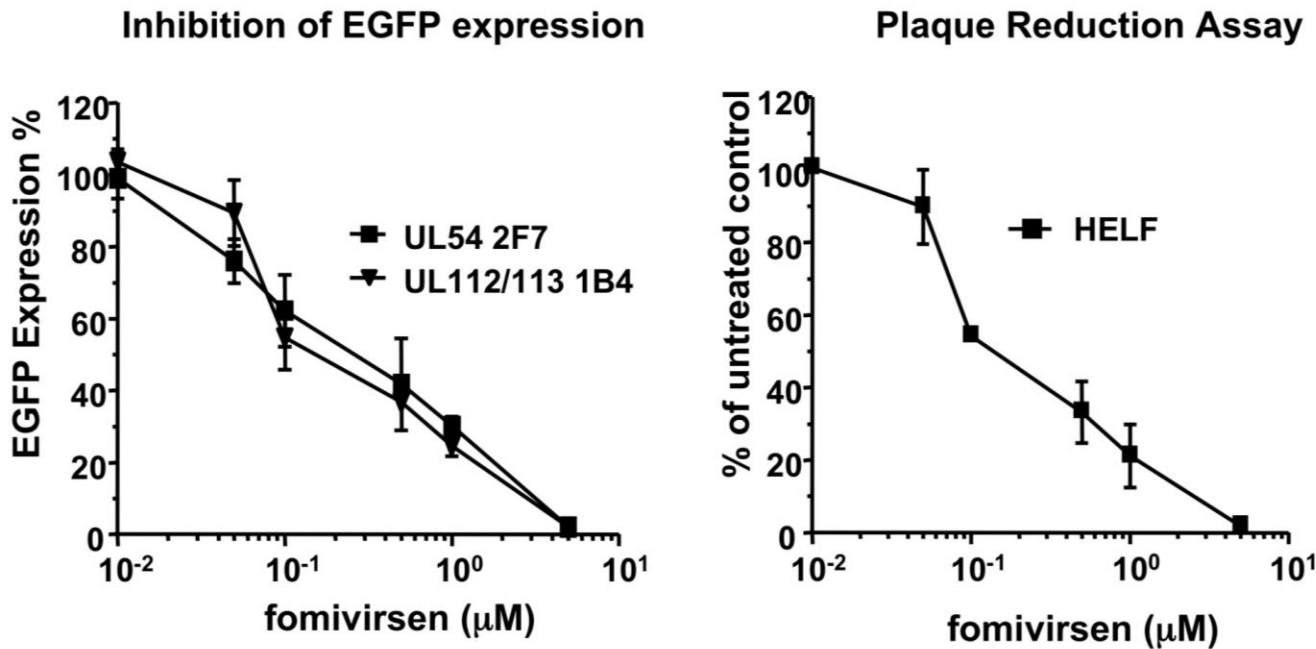 Inhibition of EGFP expression
EGFP Expression %
120
100
80
60
40
20
0
UL54 2F7
UL112/113 1B4
10-2
10-1
100
101
fomivirsen (μM)
Plaque Reduction Assay
% of untreated control
120
100
80
60
40
20
0
HELF
10-2
10-1
100
101
fomivirsen (μM)